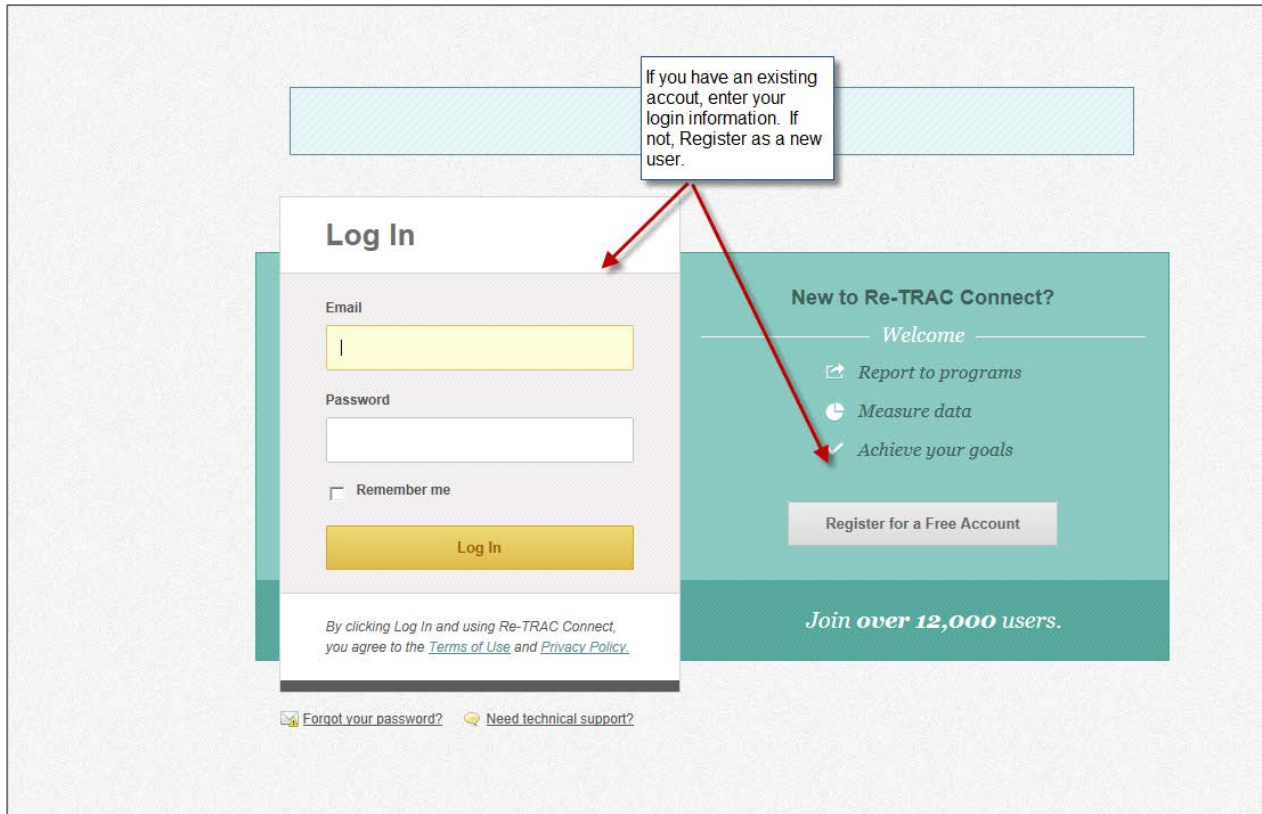 If you have an existing
accout, enter your
login information.  If
not, Register as a new
user.
Log In
Email
Password
Remember me
Log In
By clicking Log In and using Re-TRAC Connect,
you agree to the Terms of Use and Privacy Policy.
Forgot your password? Need technical support?
New to Re-TRAC Connect?
Welcome
Report to programs
Measure data
Achieve your goals
Register for a Free Account
Join over 12,000 users.